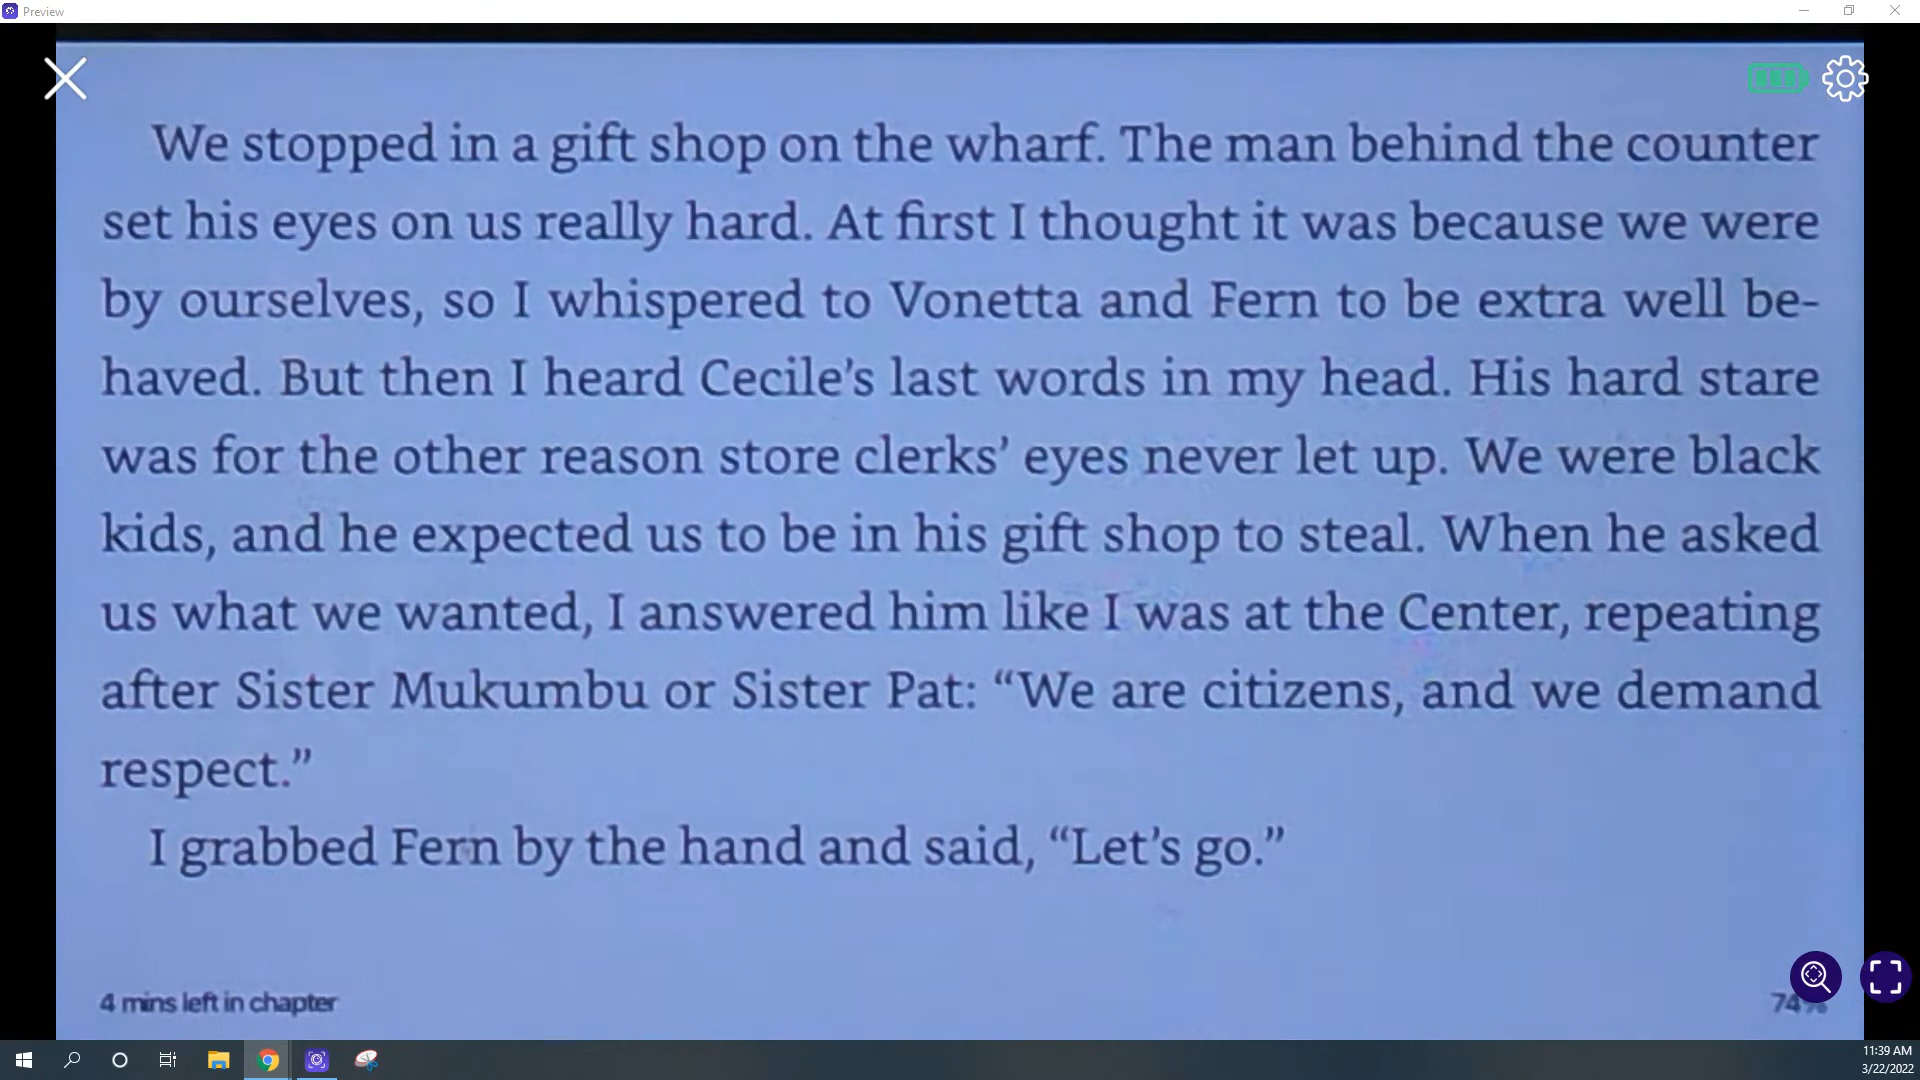 Preview
We stopped in a gift shop on the wharf. The man behind the counter
set his eyes on us really hard. At first I thought it was because we were
by ourselves, so I whispered to Vonetta and Fern to be extra well be-
haved. But then I heard Cecile’s last words in my head. His hard stare
was for the other reason store clerks’ eyes never let up. We were black
kids, and he expected us to be in his gift shop to steal. When he asked
us what we wanted, I answered him like I was at the Center, repeating
after Sister Mukumbu or Sister Pat: “We are citizens, and we demand
respect.”
I grabbed Fern by the hand and said, “Let’s go.”
4 mins left in chapter
74%
11:39 AM
3/22/2022